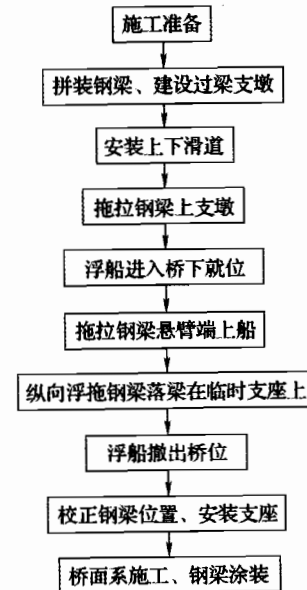 施工准备
拼装钢梁、建设过梁支墩
安装上下滑道
拖拉钢梁上支墩
浮船进入桥下就位
拖拉钢梁悬臂端上船
纵向浮拖钢梁落梁在临时支座上
浮船撤出桥位
校正钢梁位置、安装支座
桥面系施工、钢梁涂装